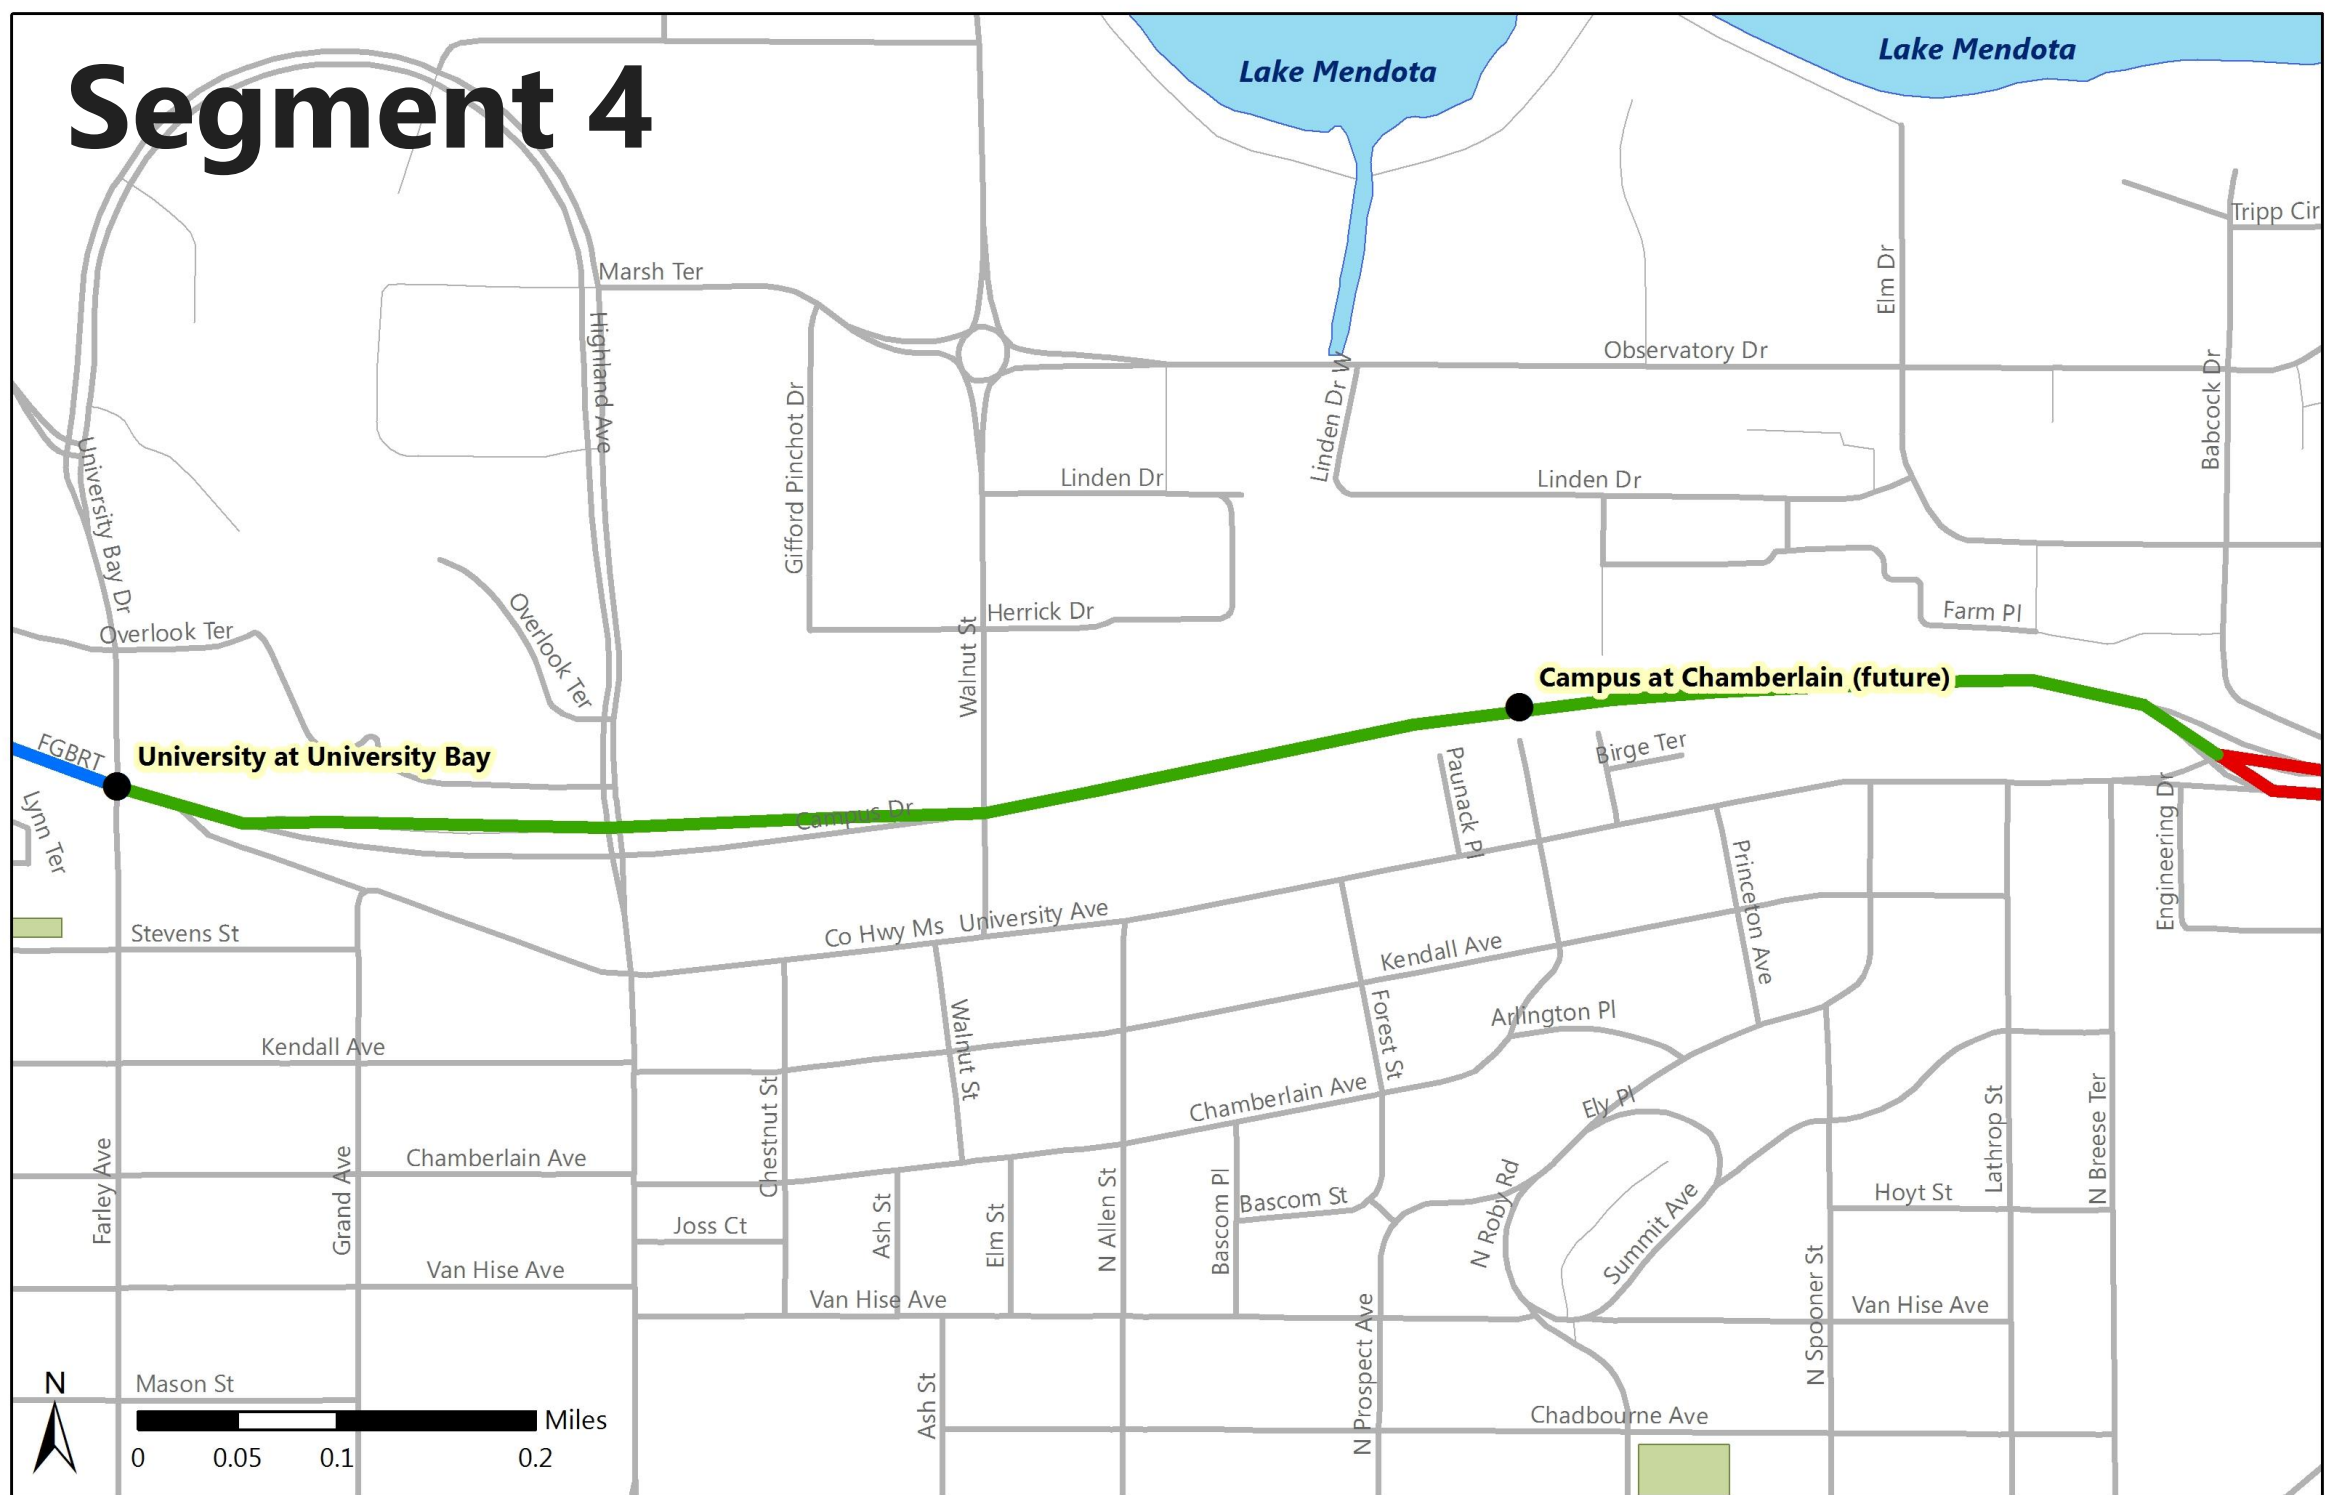 Segment 4
Lake Mendota
Lake Mendota
Tripp Cir
Marsh Ter
Elm Dr
Highland Ave
Observatory Dr
Gifford Pinchot Dr
Linden Dr W
Babcock Dr
University Bay Dr
Linden Dr
Linden Dr
Overlook Ter
Overlook Ter
Herrick Dr
Farm Pl
Walnut St
Campus at Chamberlain (future)
FGBRT
University at University Bay
Birge Ter
Paunack Pl
Lynn Ter
Campus Dr
Engineering Dr
Princeton Ave
Stevens St
Co Hwy Ms
University Ave
Kendall Ave
Walnut St
Forest St
Arlington Pl
Kendall Ave
Chestnut St
Chamberlain Ave
Ely Pl
Lathrop St
N Breese Ter
Farley Ave
Grand Ave
Chamberlain Ave
Ash St
Elm St
N Allen St
Bascom Pl
Bascom St
N Roby Rd
Summit Ave
Hoyt St
Joss Ct
Van Hise Ave
Van Hise Ave
N Prospect Ave
N Spooner St
Van Hise Ave
Mason St
Ash St
Chadbourne Ave
N
Miles
0 0.05 0.1 0.2